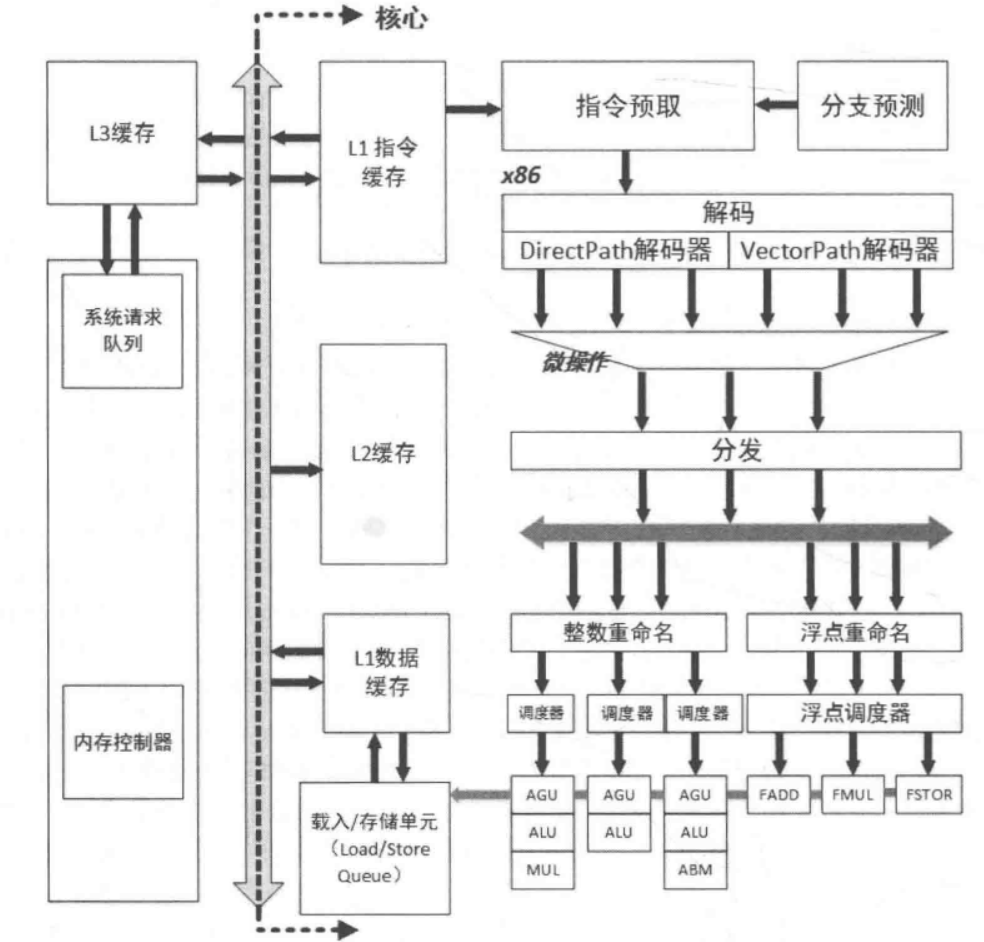 核心
L3缓存
L1 指令
缓存
指令预取
分支预测
x86
解码
DirectPath解码器
VectorPath解码器
系统请求
队列
微操作
L2缓存
分发
整数重命名
浮点重命名
L1数据
缓存
调度器
调度器
调度器
浮点调度器
内存控制器
载入/存储单元
（Load/Store
Queue）
AGU
AGU
AGU
FADD
FMUL
FSTOR
ALU
ALU
ALU
MUL
ABM